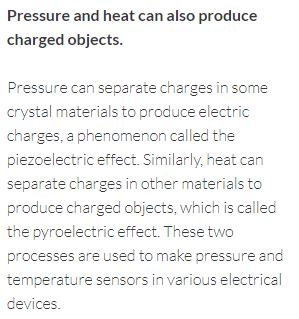 Pressure and heat can also produce
charged objects.
Pressure can separate charges in some
crystal materials to produce electric
charges, a phenomenon called the
piezoelectric effect. Similarly, heat can
separate charges in other materials to
produce charged objects, which is called
the pyroelectric effect. These two
processes are used to make pressure and
temperature sensors in various electrical
devices.